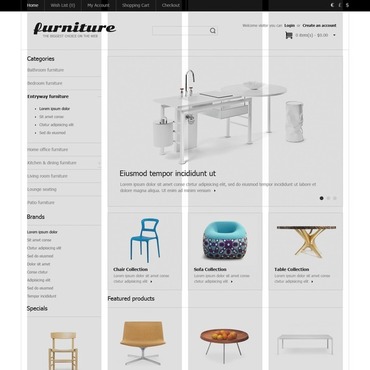 Home Wish List (0) My Account Shopping Cart Checkout € £ $
furniture
THE BIGGEST CHOICE ON THE WEB
Welcome visitor you can Login or Create an account
0 item(s) - $0.00
Categories
Bathroom furniture
Bedroom furniture
Entryway furniture
Lorem ipsum dolor
Sit amet conse
Ctetur adipisicing elit
Sed do eiusmod
Home office furniture
Kitchen & dining furniture
Living room furniture
Lounge seating
Patio furniture
Eiusmod tempor incididunt ut
Lorem ipsum dolor sit amet conse ctetur adipisicing elit, sed do eiusmod tempor incididunt ut labore et
dolore magna aliqua. Ut enim ad minim veniam
Brands
Lorem ipsum dolor
Sit amet conse
Ctetur adipisicing elit
Sed do eiusmod
Dolor sit amet
Conse ctetur
Adipisicing elit
Tempor incididunt
Chair Collection
Lorem ipsum dolor sit amet conse
ctetur adipisicing elit
Sofa Collection
Lorem ipsum dolor sit amet conse
ctetur adipisicing elit
Table Collection
Lorem ipsum dolor sit amet conse
ctetur adipisicing elit
Specials
Featured products